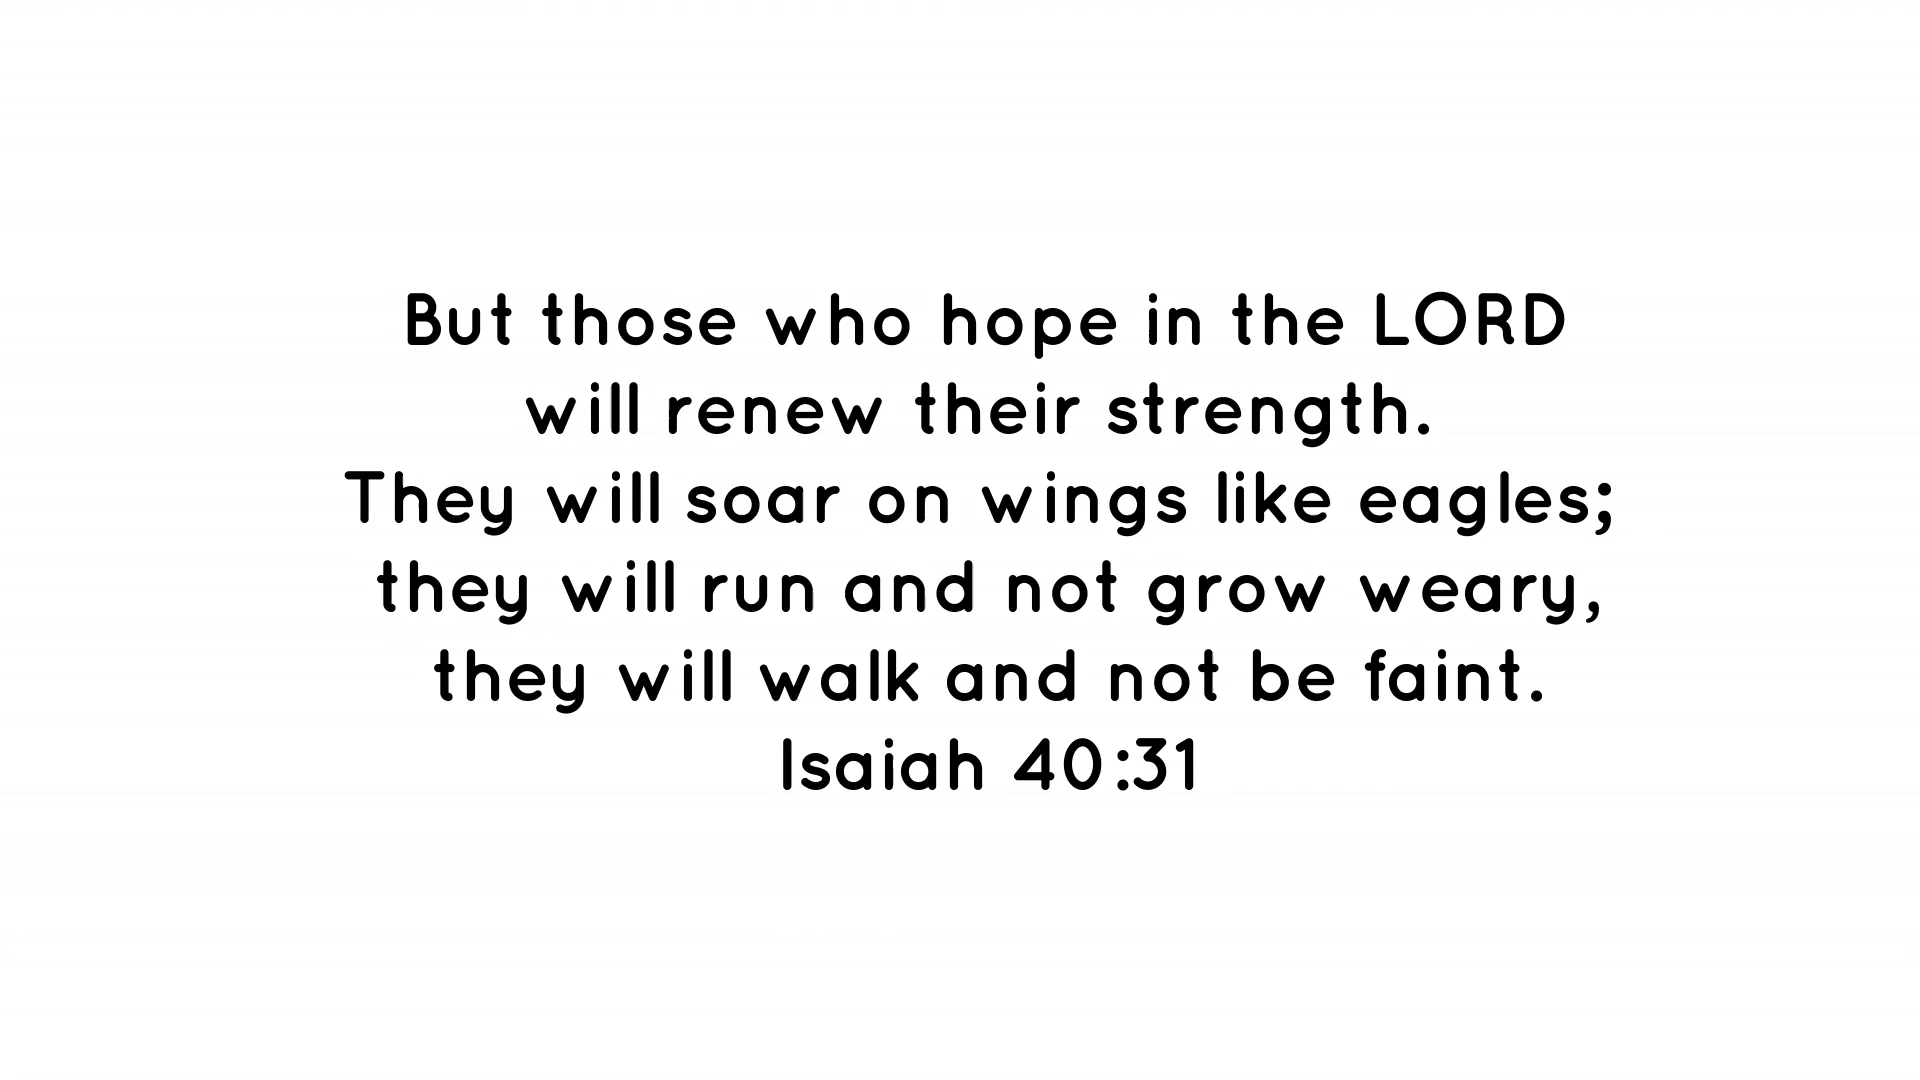 But those who hope in the LORD
will renew their strength.
They will soar on wings like eagles;
they will run and not grow weary,
they will walk and not be faint.
Isaiah 40:31